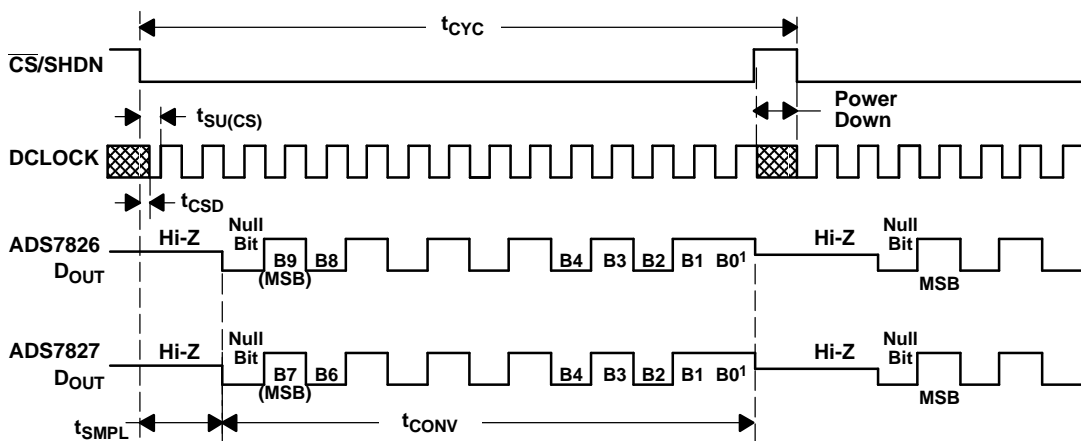 tCYC
CS/SHDN
Power
Down
tSU(CS)
DCLOCK
tCSD
ADS7826
DOUT
Hi-Z
Null
Bit
B9
(MSB)
B8
B4
B3
B2
B1
B0¹
Hi-Z
Null
Bit
MSB
ADS7827
DOUT
Hi-Z
Null
Bit
B7
(MSB)
B6
B4
B3
B2
B1
B0¹
Hi-Z
Null
Bit
MSB
tSMPL
tCONV